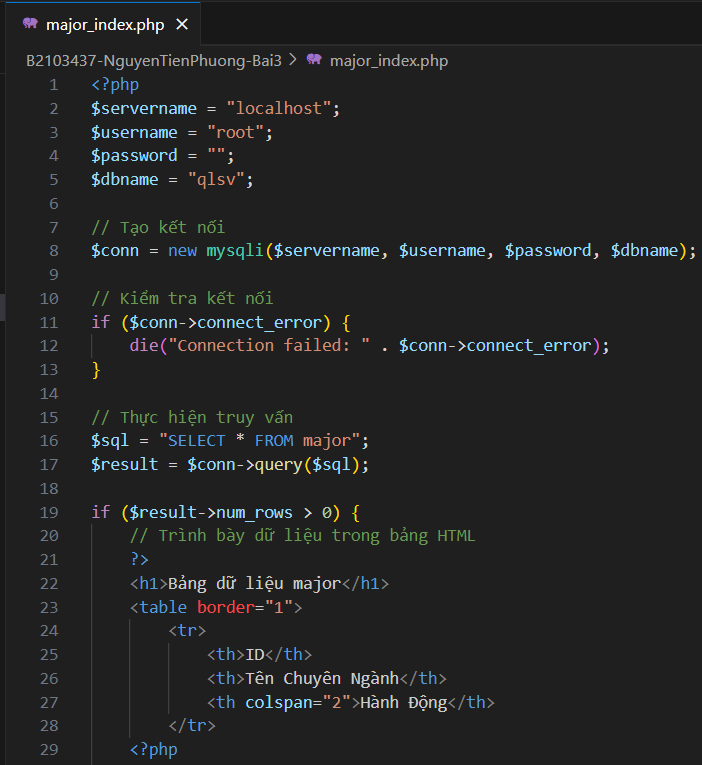 major_index.php ×
B2103437-NguyenTienPhuong-Bai3 > major_index.php
1 <?php
2 $servername = "localhost";
3 $username = "root";
4 $password = "";
5 $dbname = "qlsv";
6
7 // Tạo kết nối
8 $conn = new mysqli($servername, $username, $password, $dbname);
9
10 // Kiểm tra kết nối
11 if ($conn->connect_error) {
12     die("Connection failed: " . $conn->connect_error);
13 }
14
15 // Thực hiện truy vấn
16 $sql = "SELECT * FROM major";
17 $result = $conn->query($sql);
18
19 if ($result->num_rows > 0) {
20     // Trình bày dữ liệu trong bảng HTML
21     ?>
22     <h1>Bảng dữ liệu major</h1>
23     <table border="1">
24         <tr>
25             <th>ID</th>
26             <th>Tên Chuyên Ngành</th>
27             <th colspan="2">Hành Động</th>
28         </tr>
29     <?php